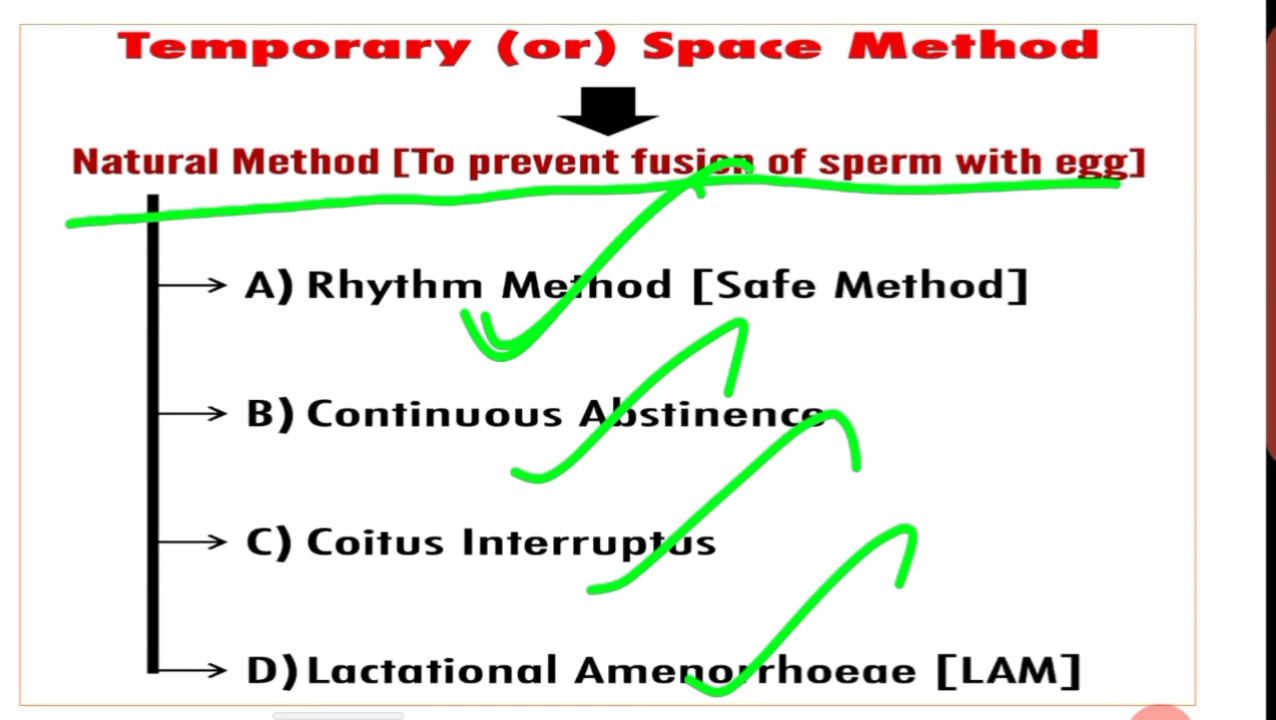 Temporary (or) Space Method
Natural Method [To prevent fusion of sperm with egg]
A) Rhythm Method [Safe Method]
B) Continuous Abstinence
C) Coitus Interruptus
D) Lactational Amenorrhoeae [LAM]